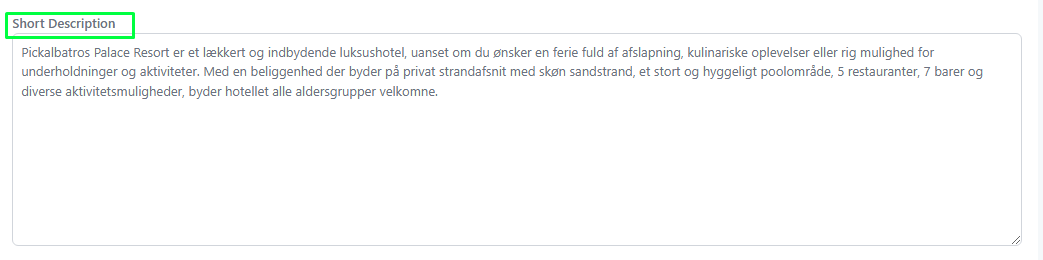 Short Description
Pickalbatros Palace Resort er et lækkert og indbydende luksushotel, uanset om du ønsker en ferie fuld af afslapning, kulinariske oplevelser eller rig mulighed for
underholdninger og aktiviteter. Med en beliggenhed der byder på privat strandafsnit med skøn sandstrand, et stort og hyggeligt poolområde, 5 restauranter, 7 barer og
diverse aktivitetsmuligheder, byder hotellet alle aldersgrupper velkomne.